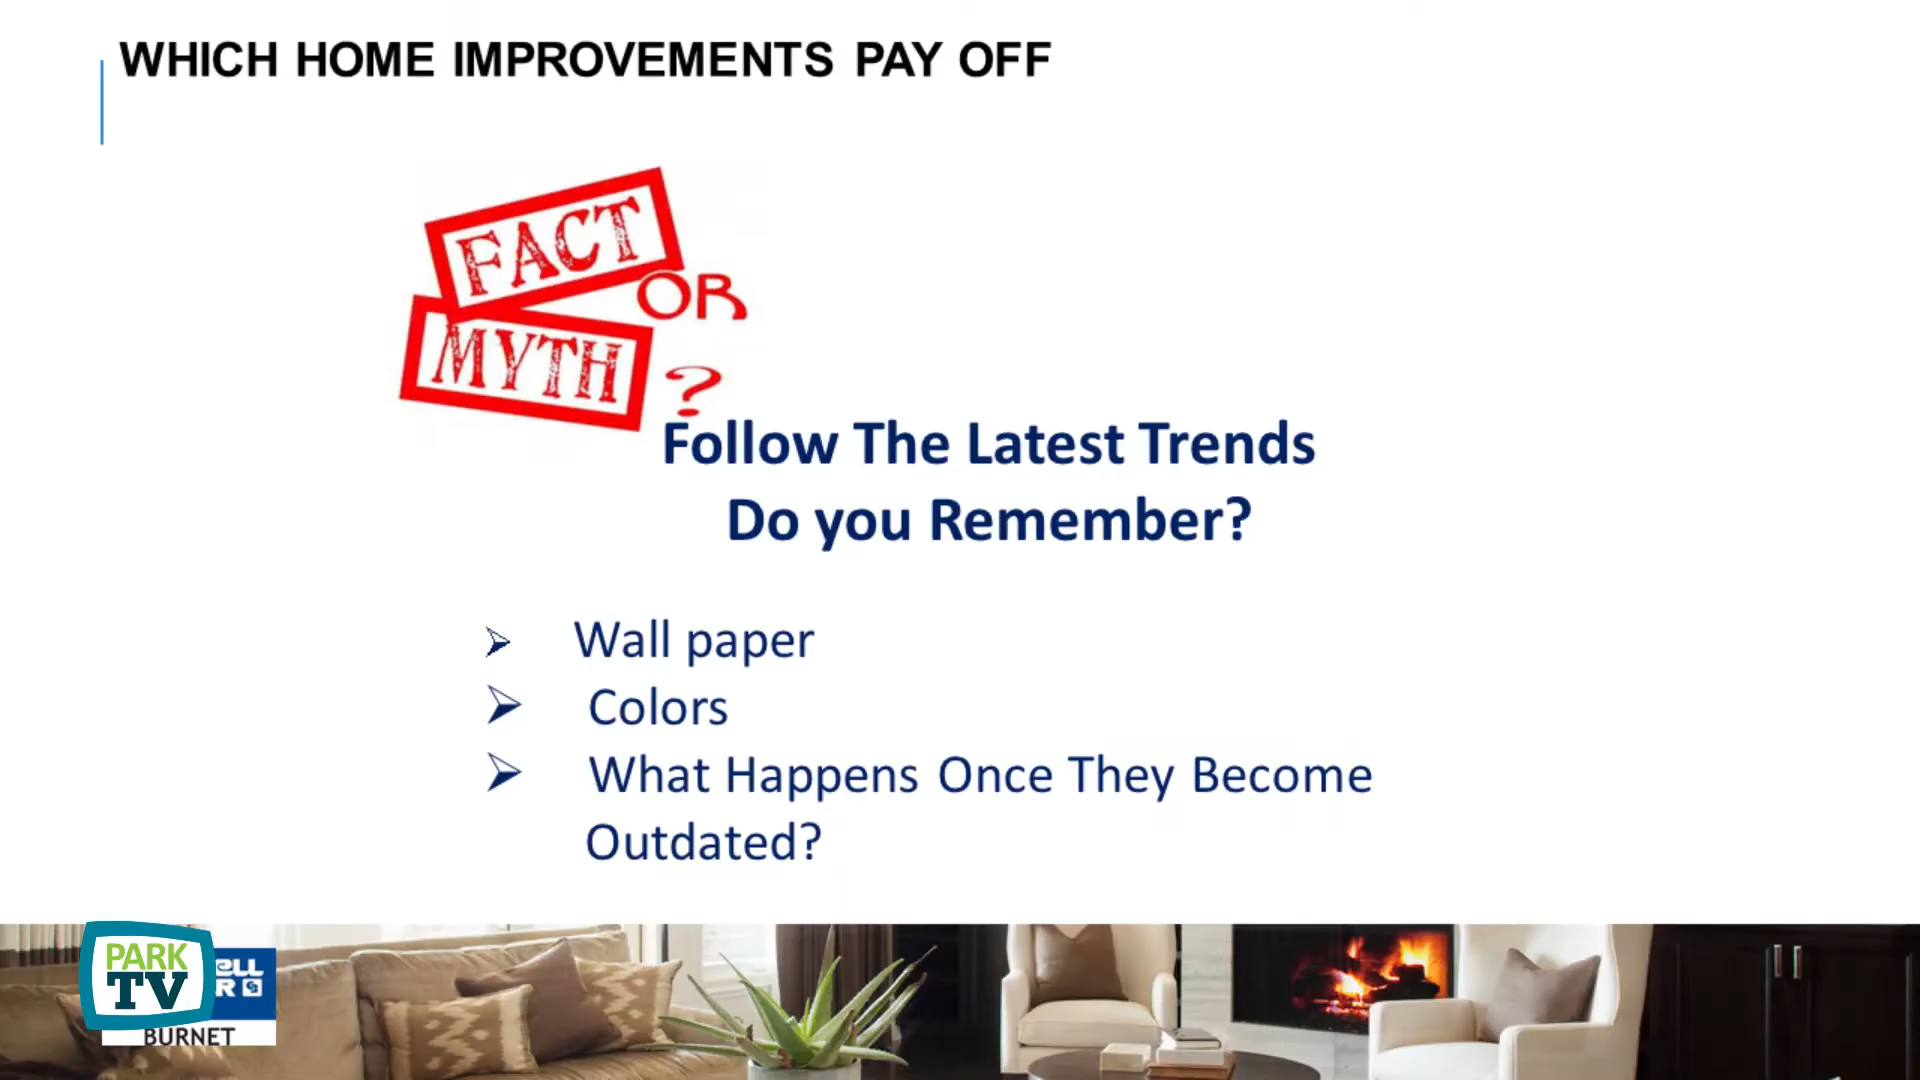 WHICH HOME IMPROVEMENTS PAY OFF
FACT
OR
MYTH
?
Follow The Latest Trends
Do you Remember?
Wall paper
Colors
What Happens Once They Become
Outdated?
PARK
TV
BURNET